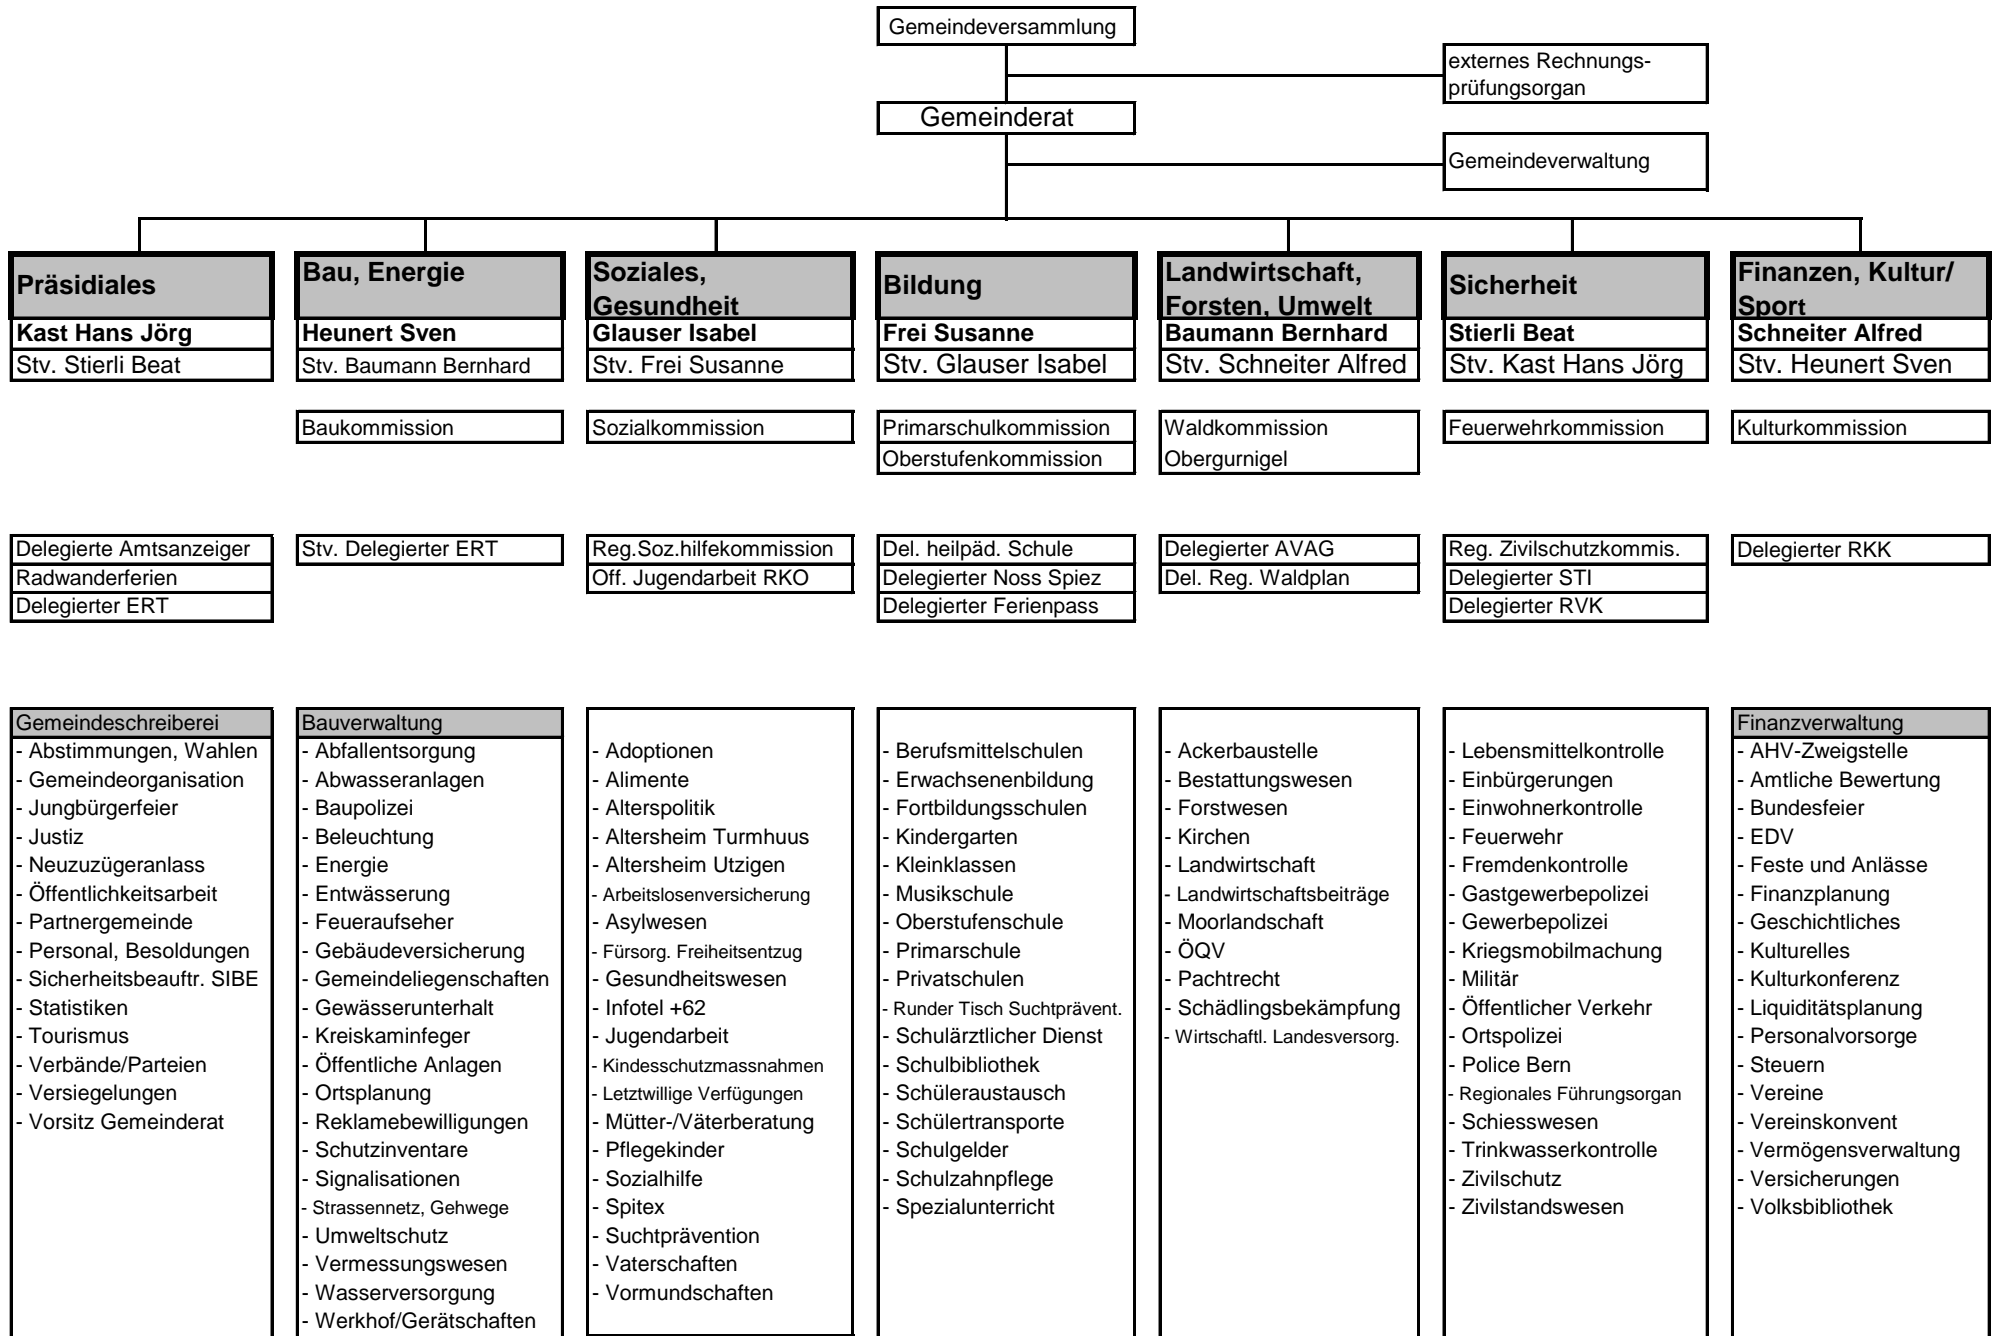 Gemeindeversammlung
externes Rechnungs-
prüfungsorgan
Gemeinderat
Gemeindeverwaltung
Präsidiales
Kast Hans Jörg
Stv. Stierli Beat
Delegierte Amtsanzeiger
Radwanderferien
Delegierter ERT
Gemeindeschreiberei
- Abstimmungen, Wahlen
- Gemeindeorganisation
- Jungbürgerfeier
- Justiz
- Neuzuzügeranlass
- Öffentlichkeitsarbeit
- Partnergemeinde
- Personal, Besoldungen
- Sicherheitsbeauftr. SIBE
- Statistiken
- Tourismus
- Verbände/Parteien
- Versiegelungen
- Vorsitz Gemeinderat
Bau, Energie
Heunert Sven
Stv. Baumann Bernhard
Baukommission
Stv. Delegierter ERT
Bauverwaltung
- Abfallentsorgung
- Abwasseranlagen
- Baupolizei
- Beleuchtung
- Energie
- Entwässerung
- Feueraufseher
- Gebäudeversicherung
- Gemeindeliegenschaften
- Gewässerunterhalt
- Kreiskaminfeger
- Öffentliche Anlagen
- Ortsplanung
- Reklamebewilligungen
- Schutzinventare
- Signalisationen
- Strassennetz, Gehwege
- Umweltschutz
- Vermessungswesen
- Wasserversorgung
- Werkhof/Gerätschaften
Soziales,
Gesundheit
Glauser Isabel
Stv. Frei Susanne
Sozialkommission
Reg.Soz.hilfekommission
Off. Jugendarbeit RKO
- Adoptionen
- Alimente
- Alterspolitik
- Altersheim Turmhuus
- Altersheim Utzigen
- Arbeitslosenversicherung
- Asylwesen
- Fürsorg. Freiheitsentzug
- Gesundheitswesen
- Infotel +62
- Jugendarbeit
- Kindesschutzmassnahmen
- Letztwillige Verfügungen
- Mütter-/Väterberatung
- Pflegekinder
- Sozialhilfe
- Spitex
- Suchtprävention
- Vaterschaften
- Vormundschaften
Bildung
Frei Susanne
Stv. Glauser Isabel
Primarschulkommission
Oberstufenkommission
Del. heilpäd. Schule
Delegierter Noss Spiez
Delegierter Ferienpass
- Berufsmittelschulen
- Erwachsenenbildung
- Fortbildungsschulen
- Kindergarten
- Kleinklassen
- Musikschule
- Oberstufenschule
- Primarschule
- Privatschulen
- Runder Tisch Suchtprävent.
- Schulärztlicher Dienst
- Schulbibliothek
- Schüleraustausch
- Schülertransporte
- Schulgelder
- Schulzahnpflege
- Spezialunterricht
Landwirtschaft,
Forsten, Umwelt
Baumann Bernhard
Stv. Schneiter Alfred
Waldkommission
Obergurnigel
Delegierter AVAG
Del. Reg. Waldplan
- Ackerbaustelle
- Bestattungswesen
- Forstwesen
- Kirchen
- Landwirtschaft
- Landwirtschaftsbeiträge
- Moorlandschaft
- ÖQV
- Pachtrecht
- Schädlingsbekämpfung
- Wirtschaftl. Landesversorg.
Sicherheit
Stierli Beat
Stv. Kast Hans Jörg
Feuerwehrkommission
Reg. Zivilschutzkommis.
Delegierter STI
Delegierter RVK
- Lebensmittelkontrolle
- Einbürgerungen
- Einwohnerkontrolle
- Feuerwehr
- Fremdenkontrolle
- Gastgewerbepolizei
- Gewerbepolizei
- Kriegsmobilmachung
- Militär
- Öffentlicher Verkehr
- Ortspolizei
- Police Bern
- Regionales Führungsorgan
- Schiesswesen
- Trinkwasserkontrolle
- Zivilschutz
- Zivilstandswesen
Finanzen, Kultur/
Sport
Schneiter Alfred
Stv. Heunert Sven
Kulturkommission
Delegierter RKK
Finanzverwaltung
- AHV-Zweigstelle
- Amtliche Bewertung
- Bundesfeier
- EDV
- Feste und Anlässe
- Finanzplanung
- Geschichtliches
- Kulturelles
- Kulturkonferenz
- Liquiditätsplanung
- Personalvorsorge
- Steuern
- Vereine
- Vereinskonvent
- Vermögensverwaltung
- Versicherungen
- Volksbibliothek